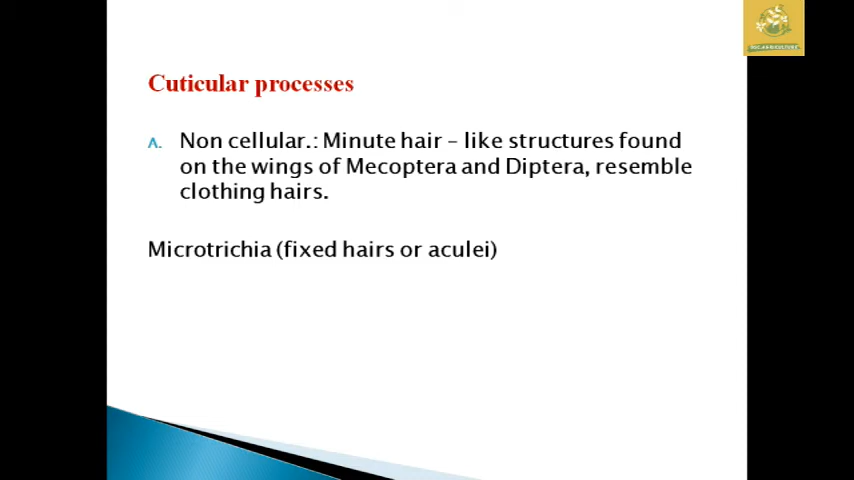 Cuticular processes
A. Non cellular.: Minute hair – like structures found
on the wings of Mecoptera and Diptera, resemble
clothing hairs.
Microtrichia (fixed hairs or aculei)